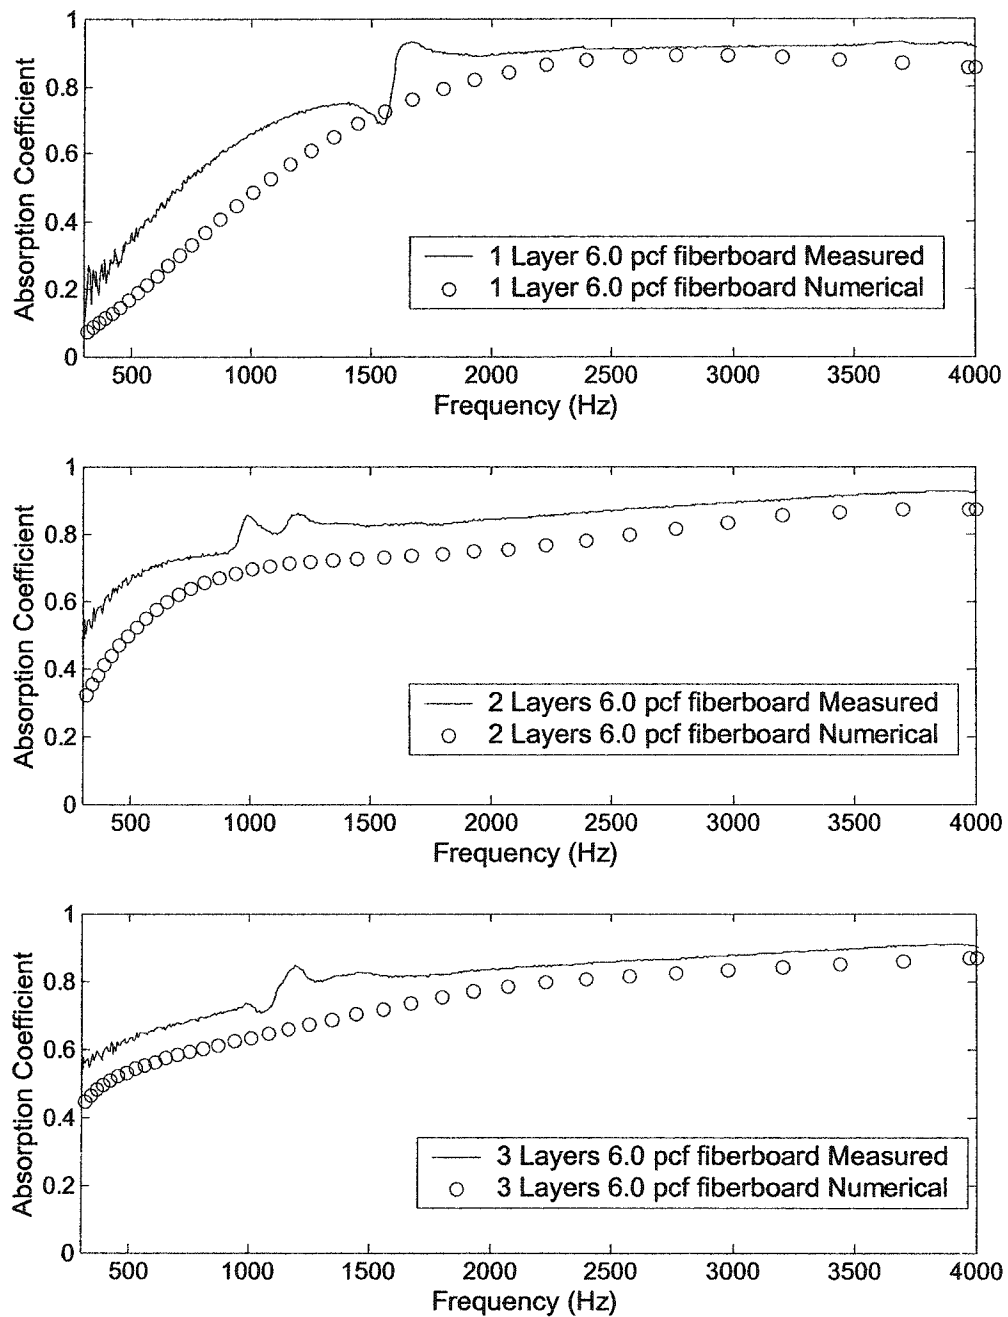 1
0.8
0.6
0.4
0.2
0
Absorption Coefficient
1 Layer 6.0 pcf fiberboard Measured
1 Layer 6.0 pcf fiberboard Numerical
500 1000 1500 2000 2500 3000 3500 4000
Frequency (Hz)
1
0.8
0.6
0.4
0.2
0
Absorption Coefficient
2 Layers 6.0 pcf fiberboard Measured
2 Layers 6.0 pcf fiberboard Numerical
500 1000 1500 2000 2500 3000 3500 4000
Frequency (Hz)
1
0.8
0.6
0.4
0.2
0
Absorption Coefficient
3 Layers 6.0 pcf fiberboard Measured
3 Layers 6.0 pcf fiberboard Numerical
500 1000 1500 2000 2500 3000 3500 4000
Frequency (Hz)